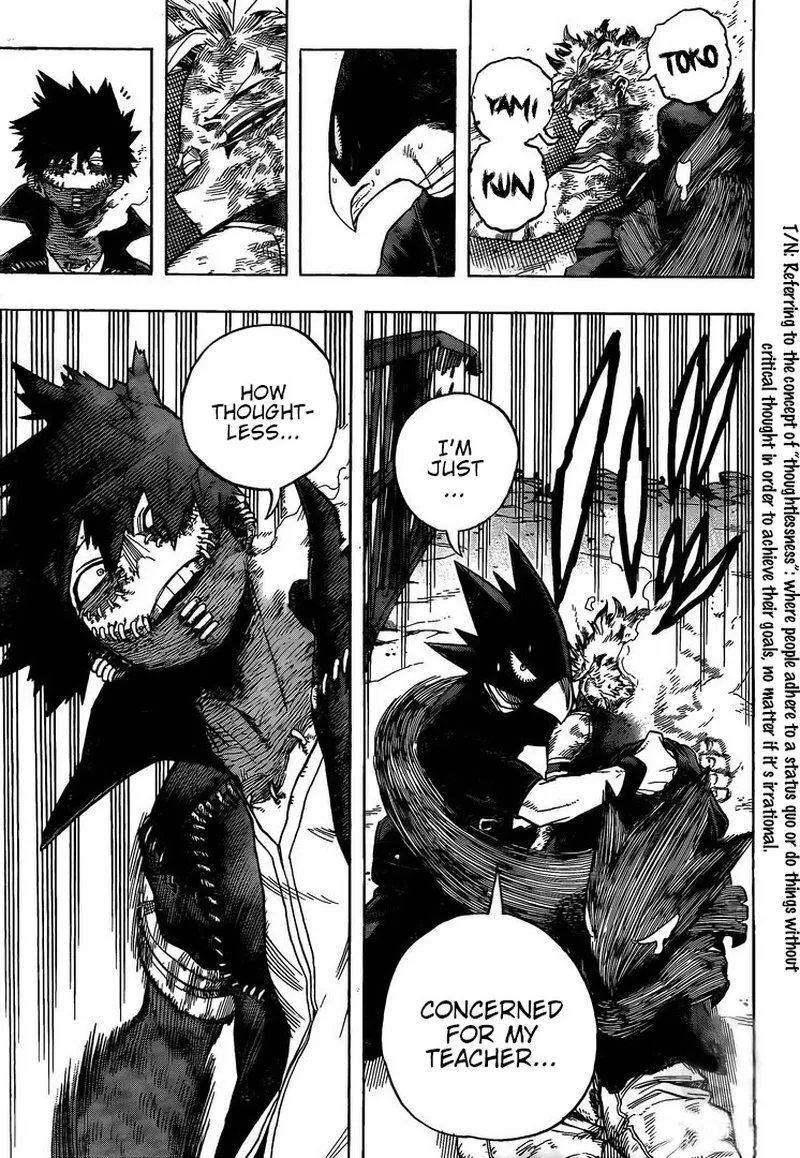 TOKO
YAMI
KUN
I'M
JUST
...
CONCERNED
FOR MY
TEACHER...
HOW
THOUGHT-
LESS...
T/N: Referring to the concept of "thoughtlessness": where people adhere to a status quo or do things without
critical thought in order to achieve their goals, no matter if it's irrational.